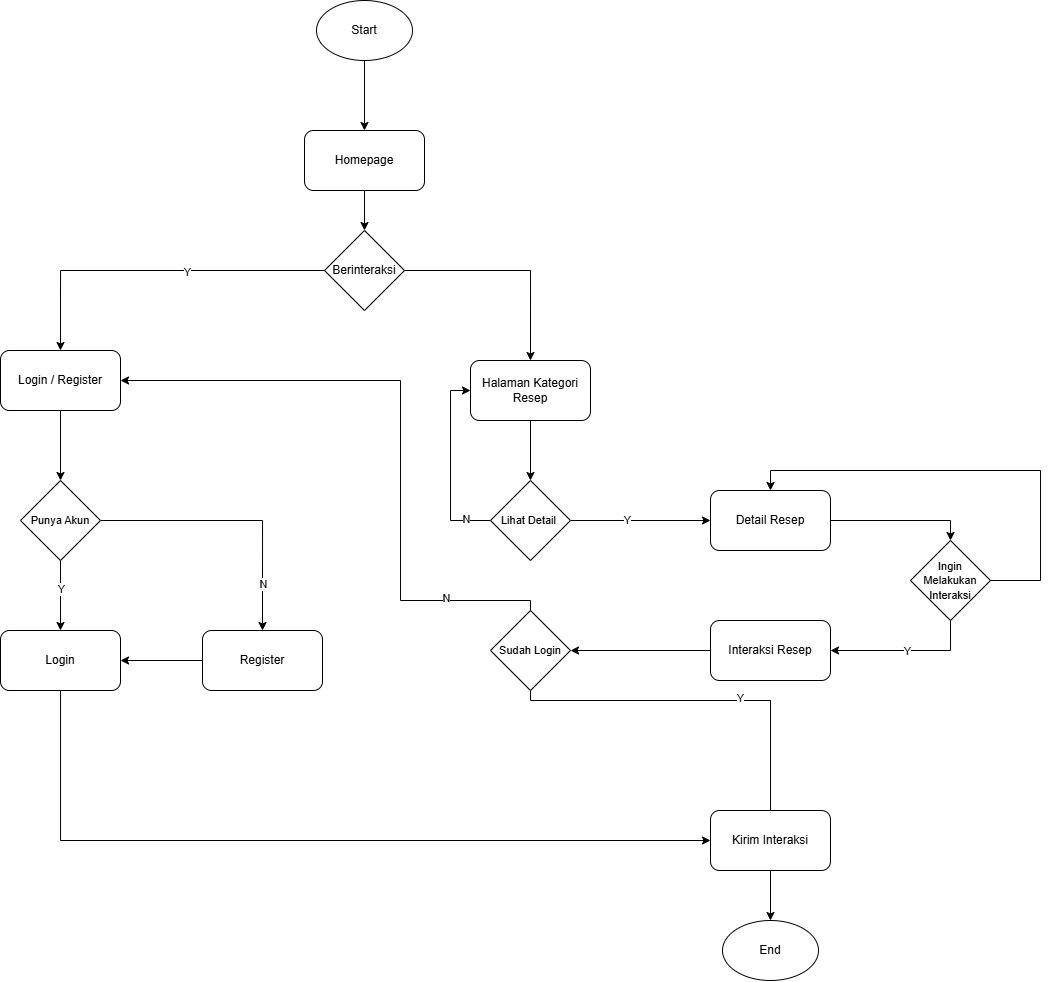 Start
Homepage
Berinteraksi
Y
Login / Register
Halaman Kategori
Resep
Punya Akun
Lihat Detail
N
Y
Detail Resep
Ingin
Melakukan
Interaksi
Y
N
N
Sudah Login
Interaksi Resep
Y
Login
Register
Y
Kirim Interaksi
End